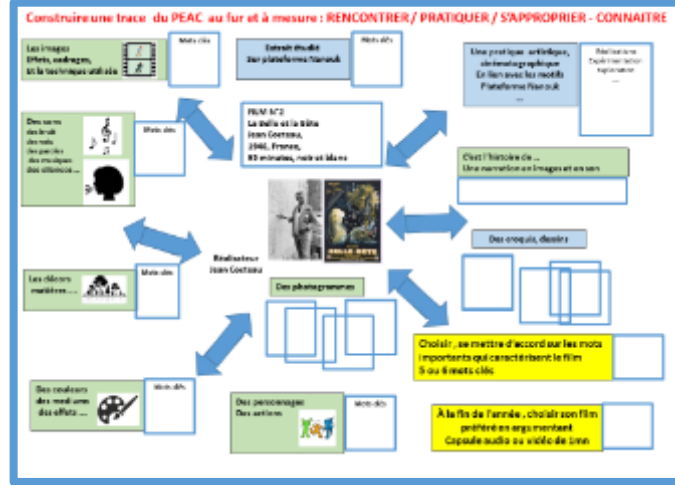 Construire une trace du PEAC au fur et à mesure : RENCONTRER / PRATIQUER / S'APPROPRIER - CONNAITRE
Les images
Effets, cadrages,
Et la technique utilisée
Mots clés
Extrait étudié
Sur plateforme Nanouk
Mots clés
Une pratique artistique,
cinématographique
En lien avec les motifs
Plateforme Nanouk
...
Réalisations
Expérimentation
Exploration
...
Des sons
des bruit
des mots
des paroles
des musiques
des silences ...
Mots clés
FILM N°2
La Belle et la Bête
Jean Cocteau,
1946, France,
93 minutes, noir et blanc
C'est l'histoire de ...
Une narration en images et en son
Réalisateur
Jean Cocteau
Des croquis, dessins
Les décors
matières ...
Mots clés
Des photogrammes
Choisir, se mettre d'accord sur les mots
importants qui caractérisent le film
5 ou 6 mots clés
Des couleurs
des mediums
des effets ...
Mots clés
Des personnages
Des actions
Mots clés
À la fin de l'année, choisir son film
préféré en argumentant
Capsule audio ou vidéo de 1mn